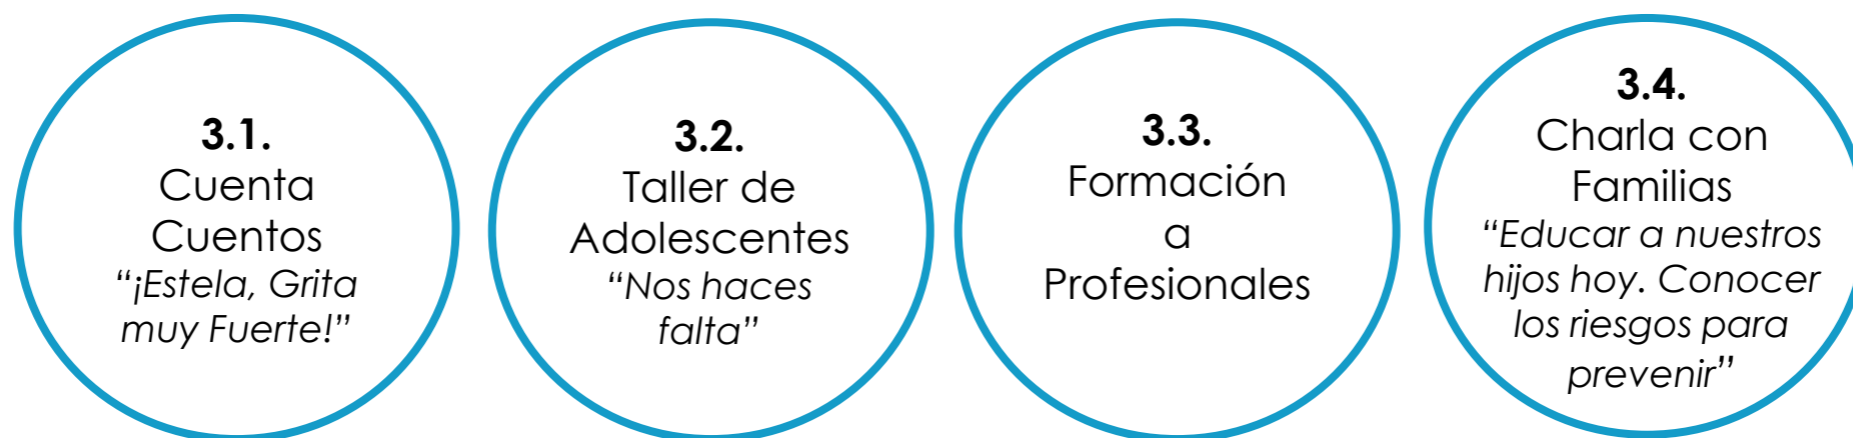 3.1.
Cuenta
Cuentos
“¡Estela, Grita
muy Fuerte!”
3.2.
Taller de
Adolescentes
“Nos haces
falta”
3.3.
Formación
a
Profesionales
3.4.
Charla con
Familias
“Educar a nuestros
hijos hoy. Conocer
los riesgos para
prevenir”